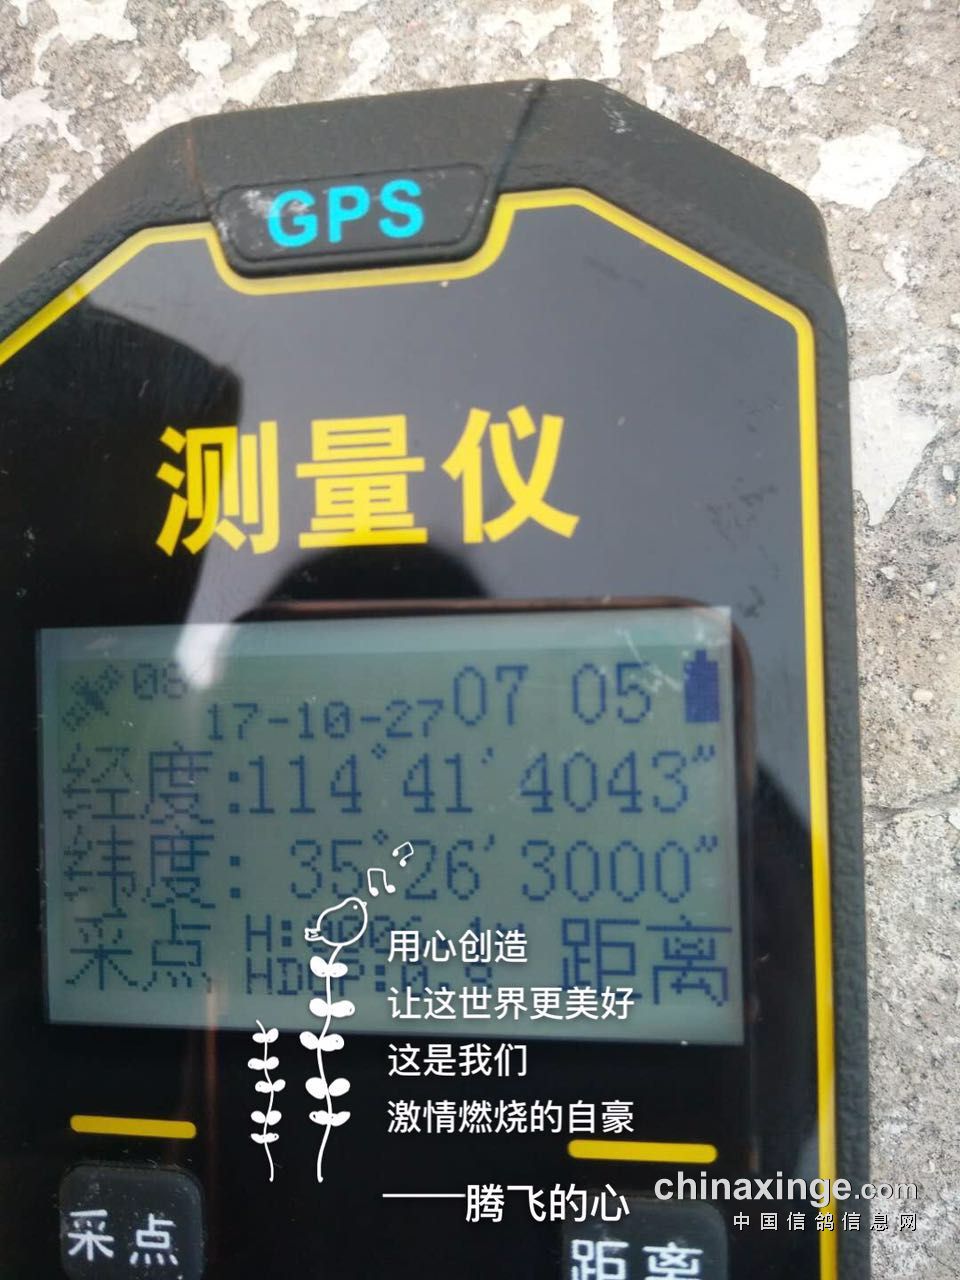 GPS
测量仪
08 17-10-27 07 05
经度:114°41′4043″
纬度: 35°26′3000″
采点 距离
HDOP:0.8
用心创造
让这世界更美好
这是我们
激情燃烧的自豪
——腾飞的心
chinaxinge.com
中国信鸽信息网
采点
距离